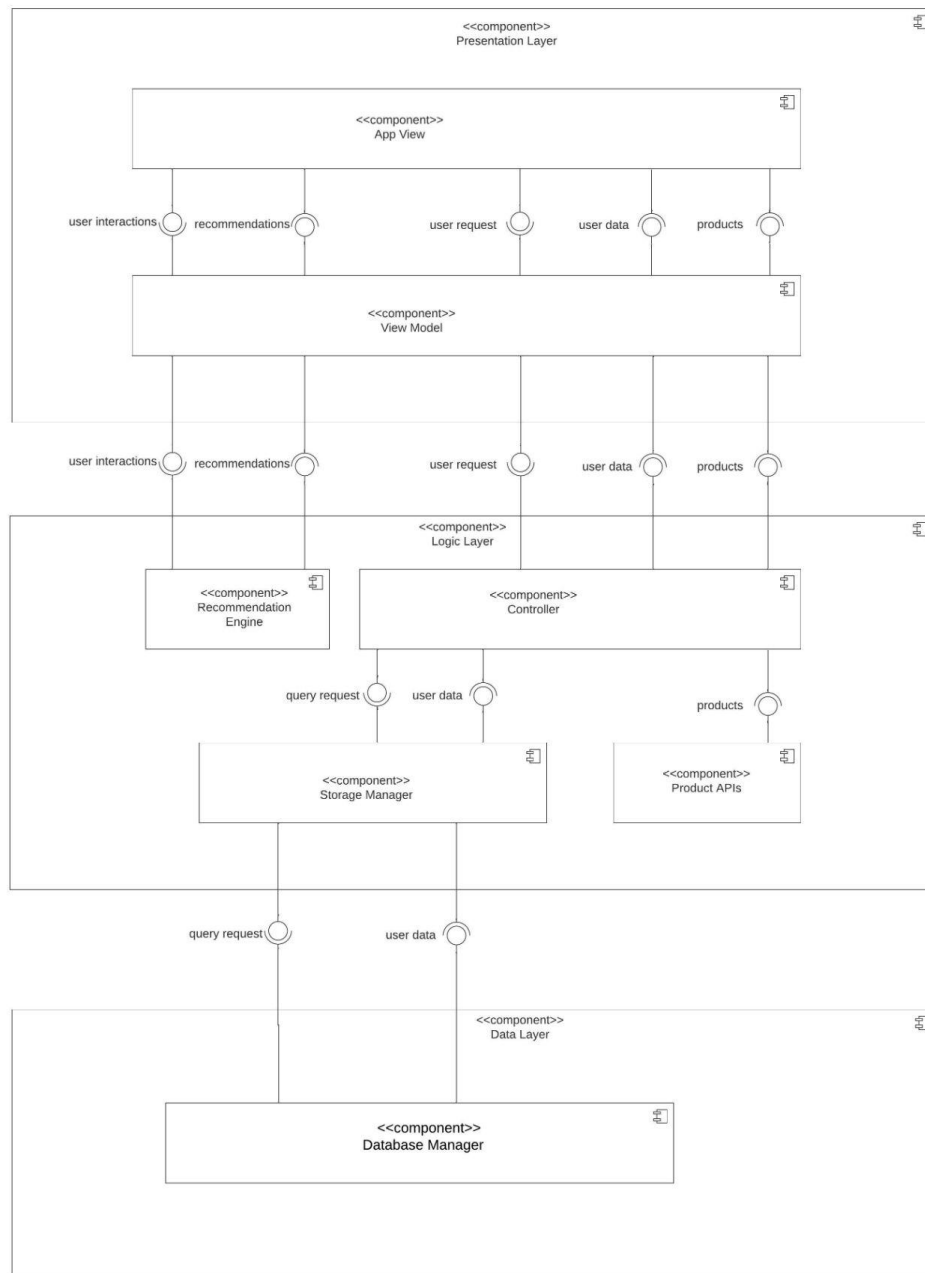 <<component>>
Presentation Layer
<<component>>
App View
user interactions
recommendations
user request
user data
products
<<component>>
View Model
user interactions
recommendations
user request
user data
products
<<component>>
Logic Layer
<<component>>
Recommendation
Engine
<<component>>
Controller
query request
user data
products
<<component>>
Storage Manager
<<component>>
Product APIs
query request
user data
<<component>>
Data Layer
<<component>>
Database Manager